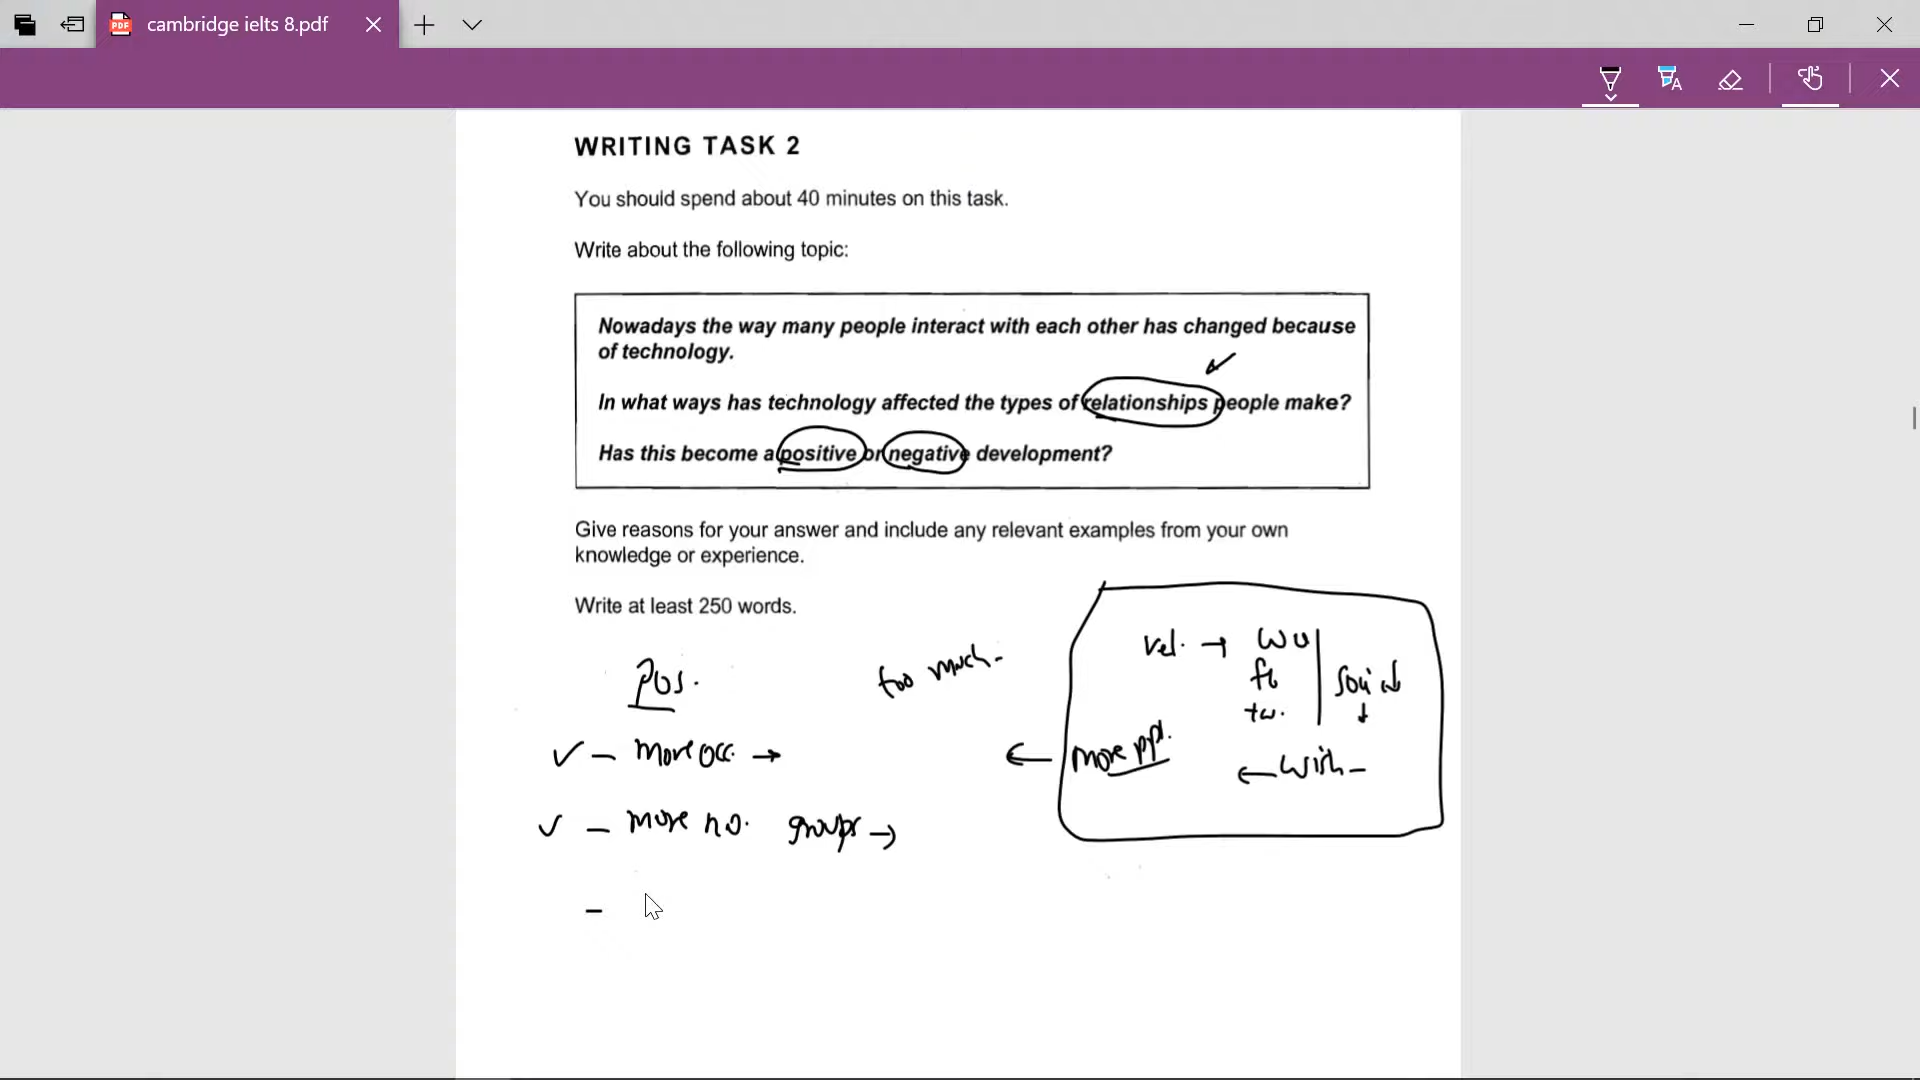 cambridge ielts 8.pdf
WRITING TASK 2
You should spend about 40 minutes on this task.
Write about the following topic:
Nowadays the way many people interact with each other has changed because
of technology.
In what ways has technology affected the types of relationships people make?
Has this become a positive or negative development?
Give reasons for your answer and include any relevant examples from your own
knowledge or experience.
Write at least 250 words.
Pos.
too much-
rel. →
fb
tw.
✓ - more occ. →
← more ppl.
← with -
✓ - more no. groups →
-